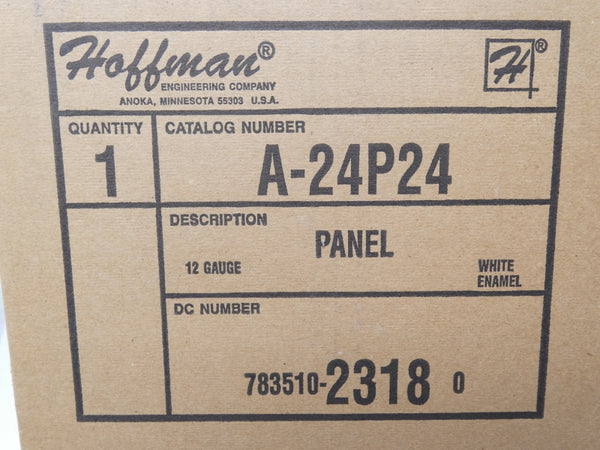 Hoffman®
ENGINEERING COMPANY
ANOKA, MINNESOTA 55303 U.S.A.
H®
QUANTITY
1
CATALOG NUMBER
A-24P24
DESCRIPTION
PANEL
12 GAUGE
WHITE
ENAMEL
DC NUMBER
783510-2318 0